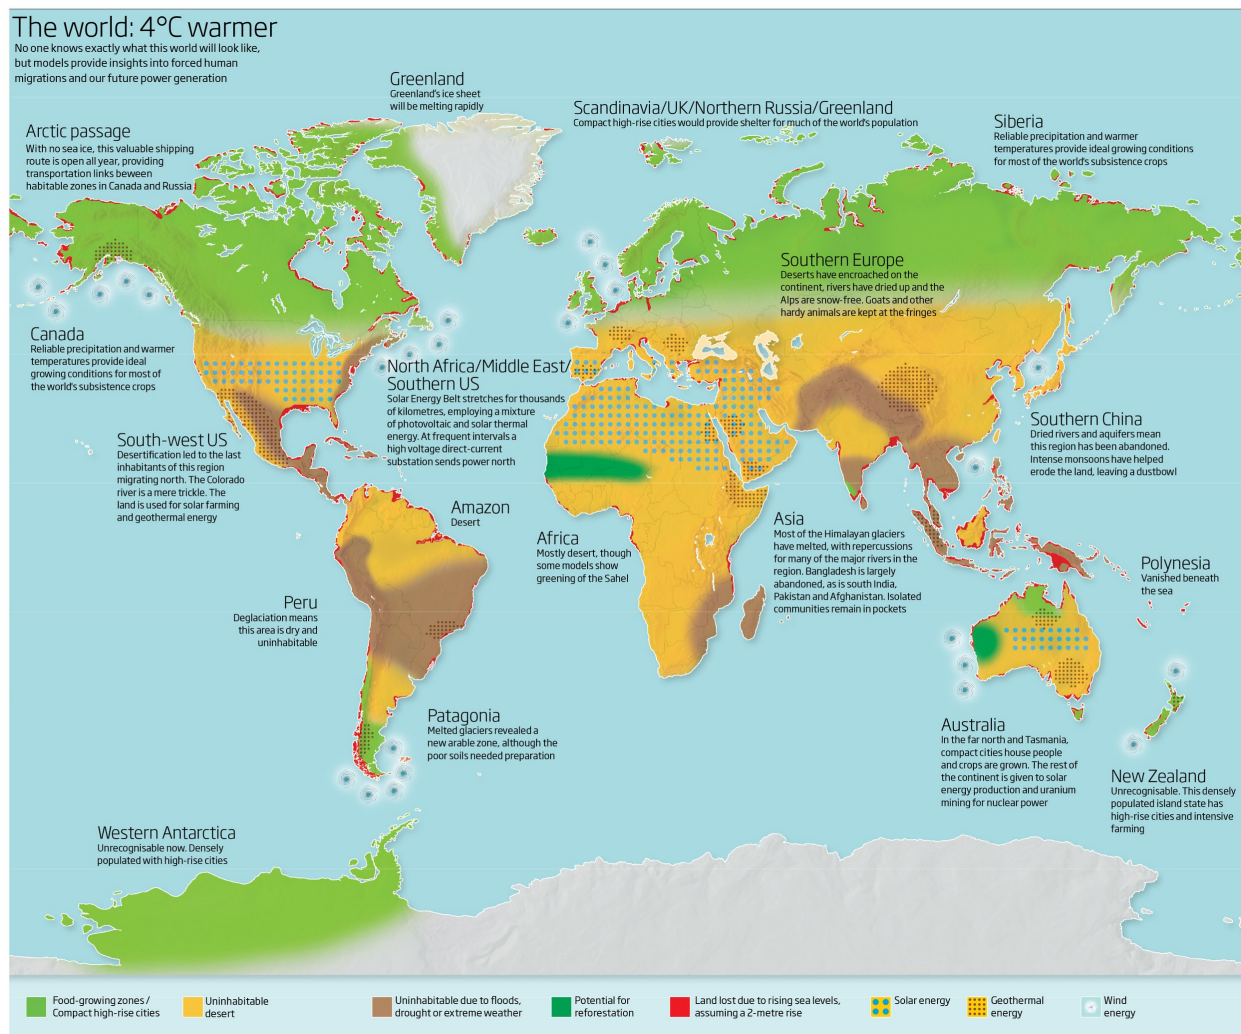 The world: 4°C warmer
No one knows exactly what this world will look like,
but models provide insights into forced human
migrations and our future power generation
Greenland
Greenland's ice sheet
will be melting rapidly
Scandinavia/UK/Northern Russia/Greenland
Compact high-rise cities would provide shelter for much of the world's population
Siberia
Reliable precipitation and warmer
temperatures provide ideal growing conditions
for most of the world's subsistence crops
Arctic passage
With no sea ice, this valuable shipping
route is open all year, providing
transportation links beween
habitable zones in Canada and Russia
Southern Europe
Deserts have encroached on the
continent, rivers have dried up and the
Alps are snow-free. Goats and other
hardy animals are kept at the fringes
Canada
Reliable precipitation and warmer
temperatures provide ideal
growing conditions for most of
the world's subsistence crops
North Africa/Middle East/
Southern US
Solar Energy Belt stretches for thousands
of kilometres, employing a mixture
of photovoltaic and solar thermal
energy. At frequent intervals a
high voltage direct-current
substation sends power north
South-west US
Desertification led to the last
inhabitants of this region
migrating north. The Colorado
river is a mere trickle. The
land is used for solar farming
and geothermal energy
Southern China
Dried rivers and aquifers mean
this region has been abandoned.
Intense monsoons have helped
erode the land, leaving a dustbowl
Amazon
Desert
Africa
Mostly desert, though
some models show
greening of the Sahel
Asia
Most of the Himalayan glaciers
have melted, with repercussions
for many of the major rivers in the
region. Bangladesh is largely
abandoned, as is south India,
Pakistan and Afghanistan. Isolated
communities remain in pockets
Polynesia
Vanished beneath
the sea
Peru
Deglaciation means
this area is dry and
uninhabitable
Patagonia
Melted glaciers revealed a
new arable zone, although the
poor soils needed preparation
Australia
In the far north and Tasmania,
compact cities house people
and crops are grown. The rest of
the continent is given to solar
energy production and uranium
mining for nuclear power
New Zealand
Unrecognisable. This densely
populated island state has
high-rise cities and intensive
farming
Western Antarctica
Unrecognisable now. Densely
populated with high-rise cities
Food-growing zones /
Compact high-rise cities
Uninhabitable
desert
Uninhabitable due to floods,
drought or extreme weather
Potential for
reforestation
Land lost due to rising sea levels,
assuming a 2-metre rise
Solar energy
Geothermal
energy
Wind
energy